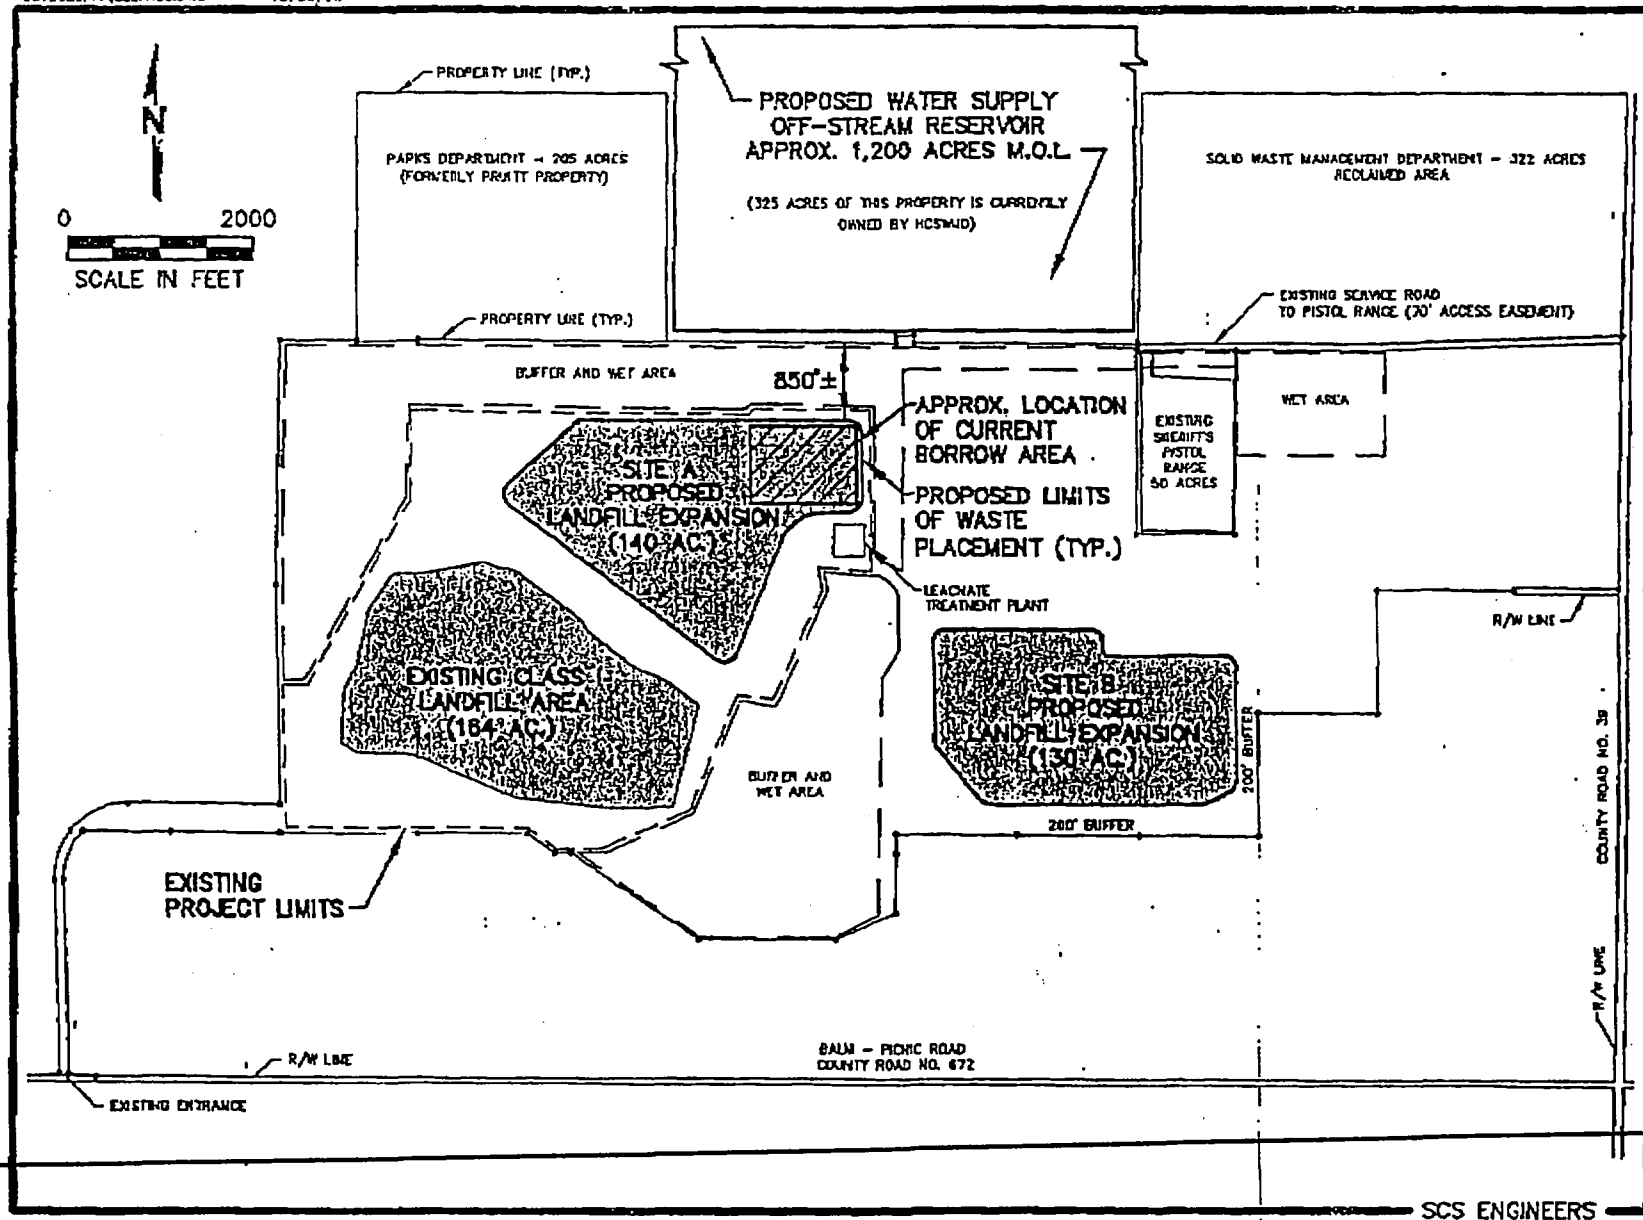 PROPERTY LINE (TYP.)
N
0 2000
SCALE IN FEET
PARKS DEPARTMENT - 205 ACRES
(FORMERLY PRUITT PROPERTY)
PROPOSED WATER SUPPLY
OFF-STREAM RESERVOIR
APPROX. 1,200 ACRES M.O.L.
(325 ACRES OF THIS PROPERTY IS CURRENTLY
OWNED BY HCSWMD)
SOLID WASTE MANAGEMENT DEPARTMENT - 322 ACRES
RECLAIMED AREA
PROPERTY LINE (TYP.)
EXISTING SERVICE ROAD
TO PISTOL RANGE (70' ACCESS EASEMENT)
BUFFER AND WET AREA
850'±
APPROX. LOCATION
OF CURRENT
BORROW AREA
PROPOSED LIMITS
OF WASTE
PLACEMENT (TYP.)
EXISTING
SHERIFF'S
PISTOL
RANGE
50 ACRES
WET AREA
SITE A
PROPOSED
LANDFILL EXPANSION
(140 AC.)
LEACHATE
TREATMENT PLANT
R/W LINE
EXISTING CLASS I
LANDFILL AREA
(164 AC.)
SITE B
PROPOSED
LANDFILL EXPANSION
(130 AC.)
200' BUFFER
BUFFER AND
WET AREA
200' BUFFER
COUNTY ROAD NO. 39
EXISTING
PROJECT LIMITS
R/W LINE
R/W LINE
BALM - PICNIC ROAD
COUNTY ROAD NO. 672
EXISTING ENTRANCE
SCS ENGINEERS